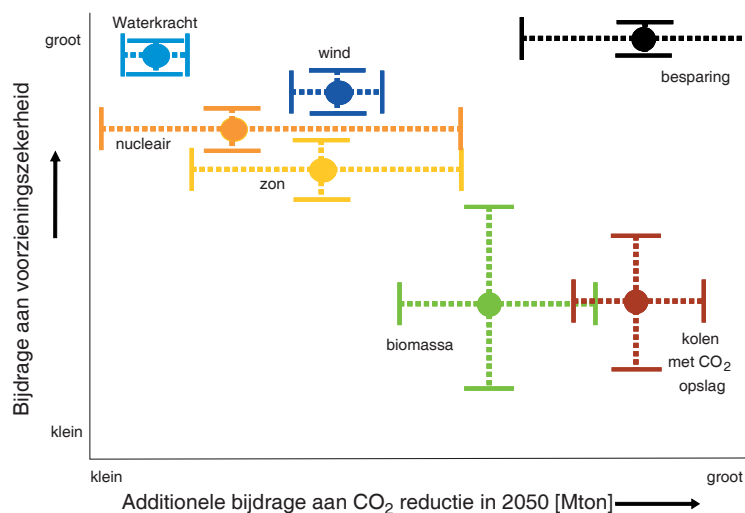 Waterkracht
groot
wind
besparing
nucleair
zon
Bijdrage aan voorzieningszekerheid
biomassa
kolen
met CO₂
opslag
klein
klein
groot
Additionele bijdrage aan CO₂ reductie in 2050 [Mton]